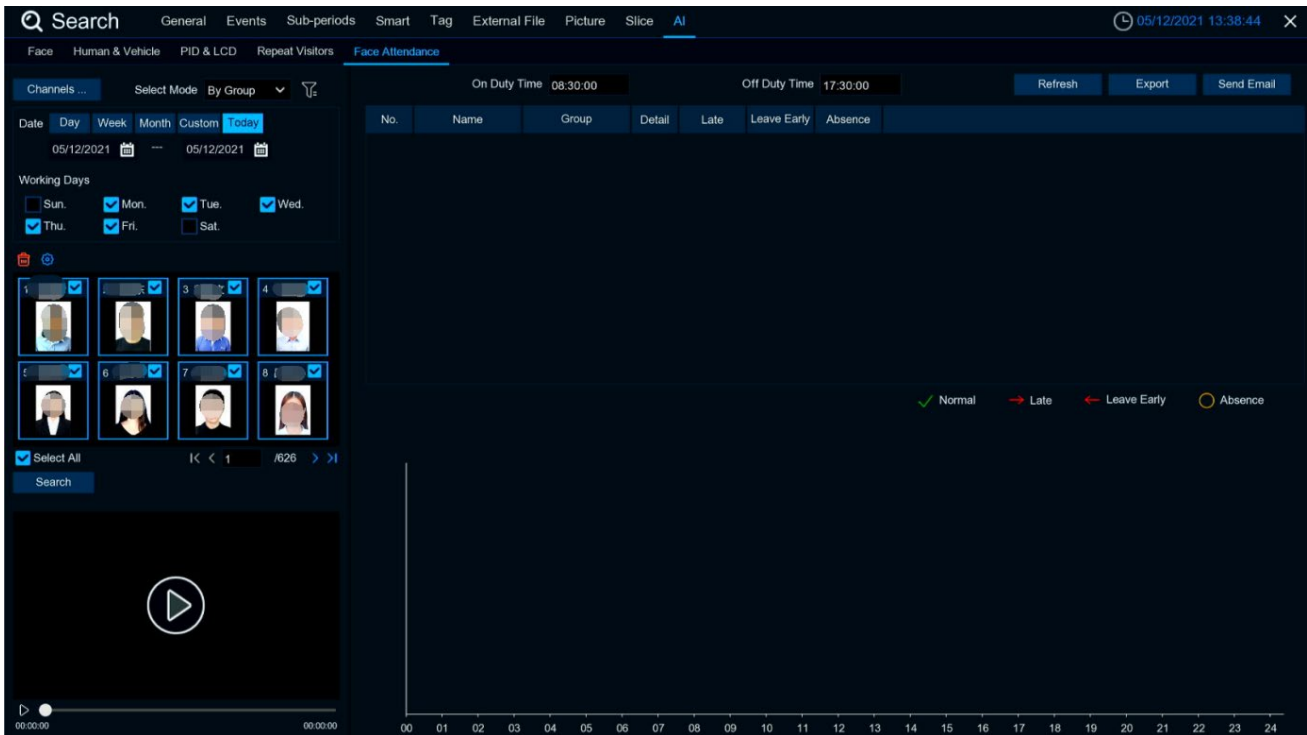 Search General Events Sub-periods Smart Tag External File Picture Slice AI 05/12/2021 13:38:44
Face Human & Vehicle PID & LCD Repeat Visitors Face Attendance
Channels ... Select Mode By Group
On Duty Time 08:30:00 Off Duty Time 17:30:00 Refresh Export Send Email
Date Day Week Month Custom Today
05/12/2021 --- 05/12/2021
No. Name Group Detail Late Leave Early Absence
Working Days
Sun. Mon. Tue. Wed.
Thu. Fri. Sat.
1 3 4
6 7 8
Normal Late Leave Early Absence
Select All 1 /626
Search
00:00:00 00:00:00
00 01 02 03 04 05 06 07 08 09 10 11 12 13 14 15 16 17 18 19 20 21 22 23 24